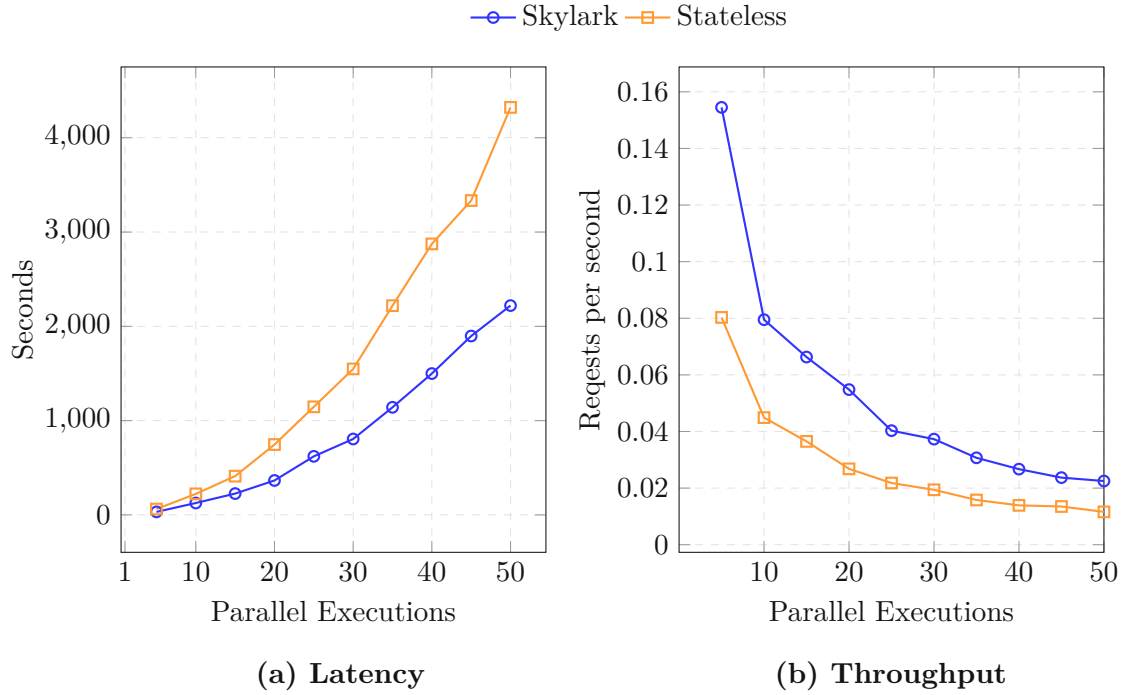 Skylark Stateless
4,000
3,000
2,000
1,000
0
Seconds
1 10 20 30 40 50
Parallel Executions
(a) Latency
0.16
0.14
0.12
0.1
0.08
0.06
0.04
0.02
0
Reqests per second
10 20 30 40 50
Parallel Executions
(b) Throughput